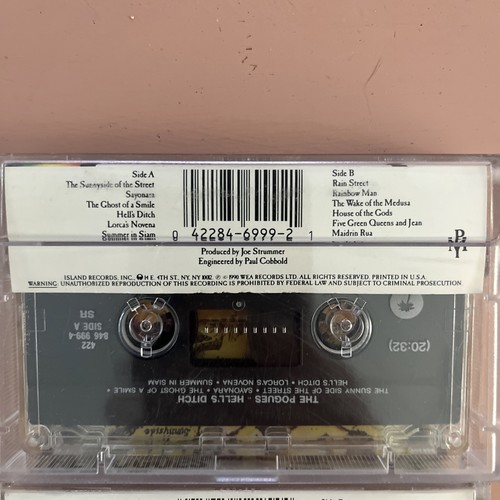 Side A
The Sunnyside of the Street
Sayonara
The Ghost of a Smile
Hell's Ditch
Lorca's Novena
Summer in Siam
0 42284-6999-2 1
Side B
Rain Street
Rainbow Man
The Wake of the Medusa
House of the Gods
Five Green Queens and Jean
Maidrin Rua
Produced by Joe Strummer
Engineered by Paul Cobbold
ISLAND RECORDS, INC., 14 E. 4TH ST. NY, NY 10012. ℗ © 1990 WEA RECORDS LTD. ALL RIGHTS RESERVED. PRINTED IN U.S.A.
WARNING: UNAUTHORIZED REPRODUCTION OF THIS RECORDING IS PROHIBITED BY FEDERAL LAW AND SUBJECT TO CRIMINAL PROSECUTION.
THE POGUES - HELL'S DITCH
THE SUNNY SIDE OF THE STREET • SAYONARA • THE GHOST OF A SMILE •
HELL'S DITCH • LORCA'S NOVENA • SUMMER IN SIAM
(20:32)
422
846 999-4
SIDE A
SR
Sunnyside